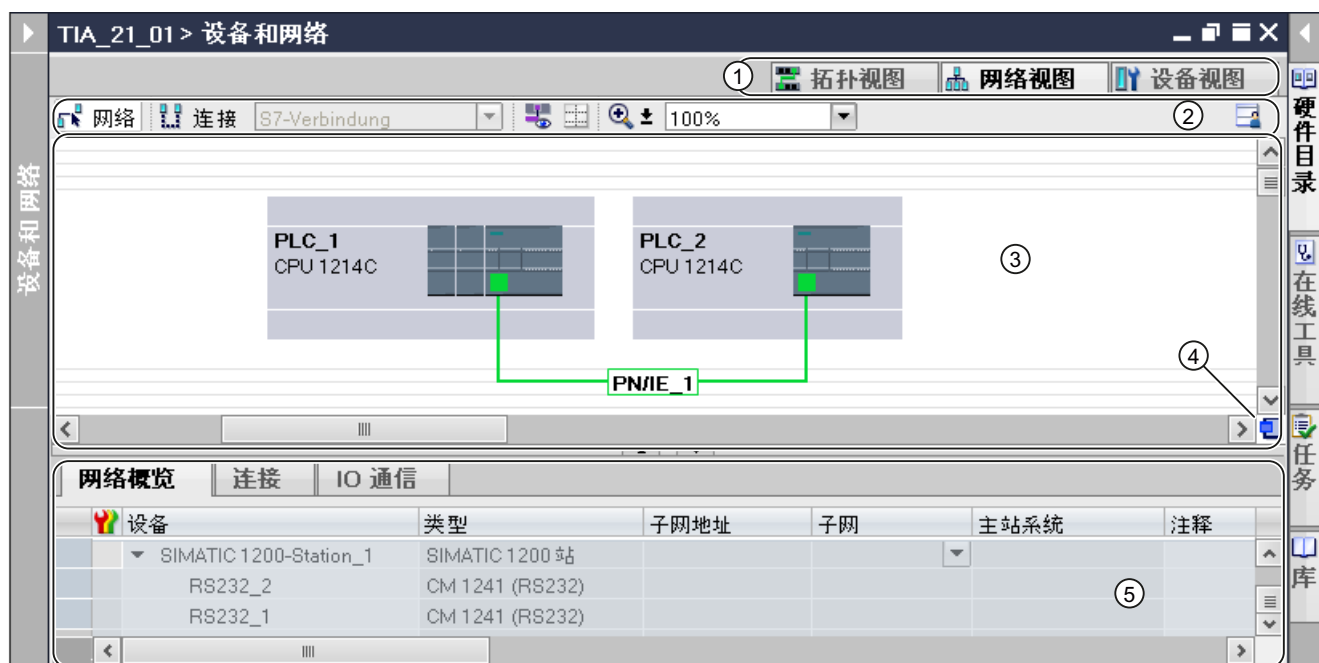 TIA_21_01> 设备和网络
① 拓扑视图 网络视图 设备视图
网络 连接 S7-Verbindung 100% ②
设备和网络
PLC_1
CPU 1214C
PLC_2
CPU 1214C
③
PN/IE_1
④
网络概览 连接 IO 通信
设备 类型 子网地址 子网 主站系统 注释
SIMATIC 1200-Station_1 SIMATIC 1200 站
RS232_2 CM 1241 (RS232)
RS232_1 CM 1241 (RS232)
⑤
硬件目录
在线工具
任务
库